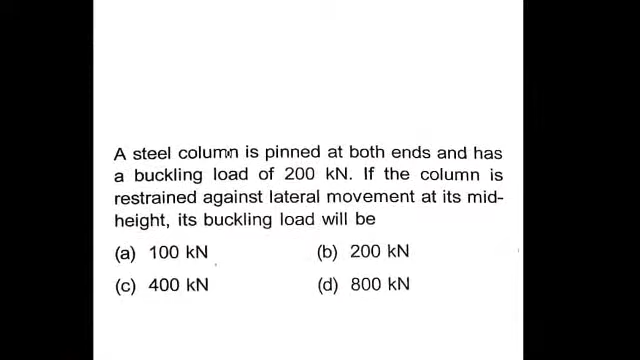 A steel column is pinned at both ends and has
a buckling load of 200 kN. If the column is
restrained against lateral movement at its mid-
height, its buckling load will be
(a) 100 kN (b) 200 kN
(c) 400 kN (d) 800 kN